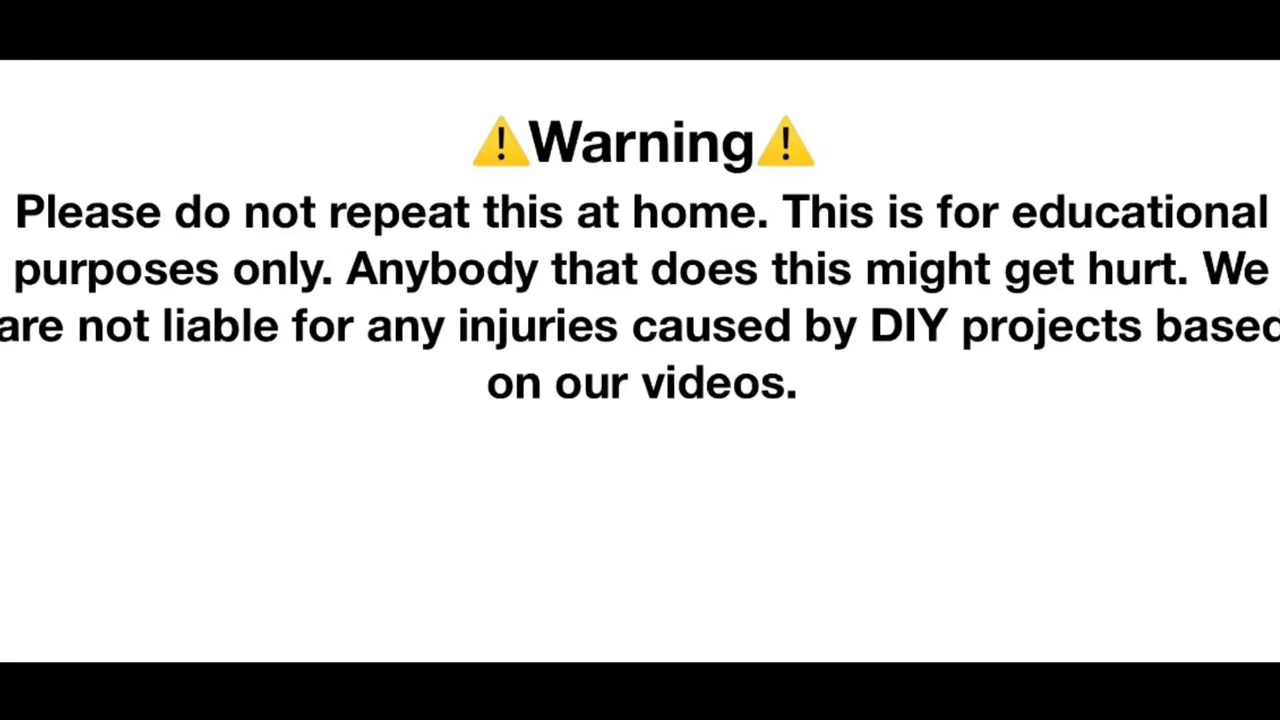 ⚠️Warning⚠️
Please do not repeat this at home. This is for educational
purposes only. Anybody that does this might get hurt. We
are not liable for any injuries caused by DIY projects based
on our videos.